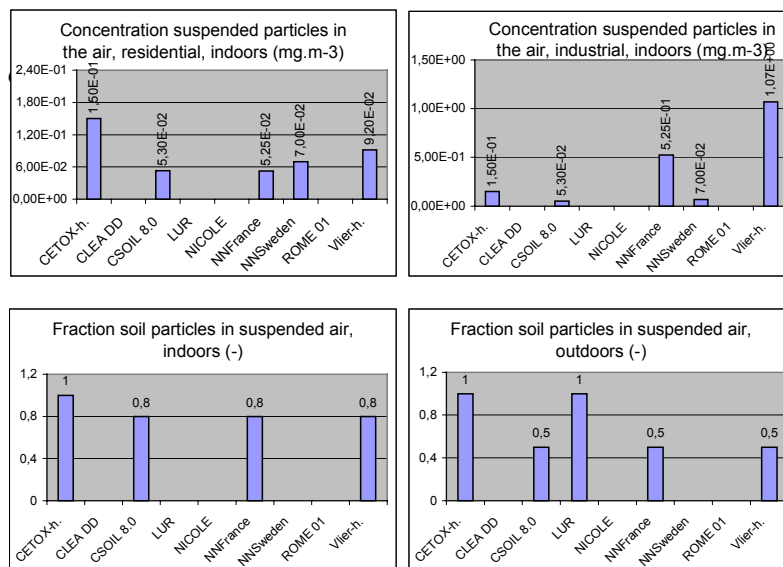 Concentration suspended particles in
the air, residential, indoors (mg.m-3)
2,40E-01
1,80E-01
1,20E-01
6,00E-02
0,00E+00
1,50E-01
5,30E-02
5,25E-02
7,00E-02
9,20E-02
CETOX-h.
CLEA DD
CSOIL 8.0
LUR
NICOLE
NNFrance
NNSweden
ROME 01
Vlier-h.
Concentration suspended particles in
the air, industrial, indoors (mg.m-3)
1,50E+00
1,00E+00
5,00E-01
0,00E+00
1,50E-01
5,30E-02
5,25E-01
7,00E-02
1,07E+00
CETOX-h.
CLEA DD
CSOIL 8.0
LUR
NICOLE
NNFrance
NNSweden
ROME 01
Vlier-h.
Fraction soil particles in suspended air,
indoors (-)
1,2
0,8
0,4
0
1
0,8
0,8
0,8
CETOX-h.
CLEA DD
CSOIL 8.0
LUR
NICOLE
NNFrance
NNSweden
ROME 01
Vlier-h.
Fraction soil particles in suspended air,
outdoors (-)
1,2
0,8
0,4
0
1
0,5
1
0,5
0,5
CETOX-h.
CLEA DD
CSOIL 8.0
LUR
NICOLE
NNFrance
NNSweden
ROME 01
Vlier-h.